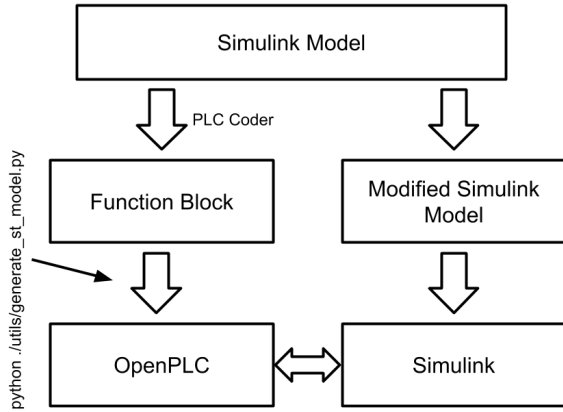 Simulink Model
PLC Coder
Function Block
Modified Simulink
Model
python ./utils/generate_st_model.py
OpenPLC
Simulink